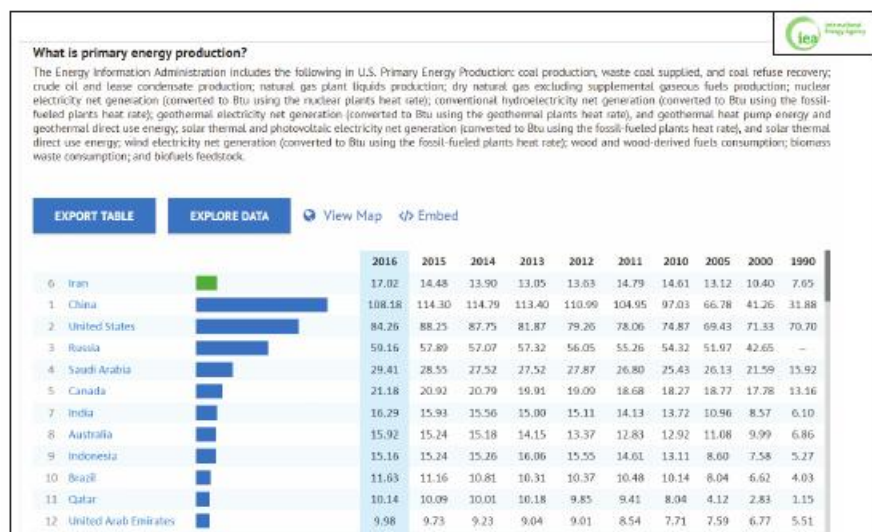 iea
International
Energy Agency
What is primary energy production?
The Energy Information Administration includes the following in U.S. Primary Energy Production: coal production, waste coal supplied, and coal refuse recovery;
crude oil and lease condensate production; natural gas plant liquids production; dry natural gas excluding supplemental gaseous fuels production; nuclear
electricity net generation (converted to Btu using the nuclear plants heat rate); conventional hydroelectricity net generation (converted to Btu using the fossil-
fueled plants heat rate); geothermal electricity net generation (converted to Btu using the geothermal plants heat rate), and geothermal heat pump energy and
geothermal direct use energy; solar thermal and photovoltaic electricity net generation (converted to Btu using the fossil-fueled plants heat rate), and solar thermal
direct use energy; wind electricity net generation (converted to Btu using the fossil-fueled plants heat rate); wood and wood-derived fuels consumption; biomass
waste consumption; and biofuels feedstock.
EXPORT TABLE EXPLORE DATA View Map </> Embed
2016 2015 2014 2013 2012 2011 2010 2005 2000 1990
6 Iran 17.02 14.48 13.90 13.05 13.63 14.79 14.61 13.12 10.40 7.65
1 China 108.18 114.30 114.79 113.40 110.99 104.95 97.03 66.78 41.26 31.88
2 United States 84.26 88.25 87.75 81.87 79.26 78.06 74.87 69.43 71.33 70.70
3 Russia 59.16 57.89 57.07 57.32 56.05 55.26 54.32 51.97 42.65 –
4 Saudi Arabia 29.41 28.55 27.52 27.52 27.87 26.80 25.43 26.13 21.59 15.92
5 Canada 21.18 20.92 20.79 19.91 19.09 18.68 18.27 18.77 17.78 13.16
7 India 16.29 15.93 15.56 15.00 15.11 14.13 13.72 10.96 8.57 6.10
8 Australia 15.92 15.24 15.18 14.15 13.37 12.83 12.92 11.08 9.99 6.86
9 Indonesia 15.16 15.24 15.26 16.06 15.55 14.61 13.11 8.60 7.58 5.27
10 Brazil 11.63 11.16 10.81 10.31 10.37 10.48 10.14 8.04 6.62 4.03
11 Qatar 10.14 10.09 10.01 10.18 9.85 9.41 8.04 4.12 2.83 1.15
12 United Arab Emirates 9.98 9.73 9.23 9.04 9.01 8.54 7.71 7.59 6.77 5.51